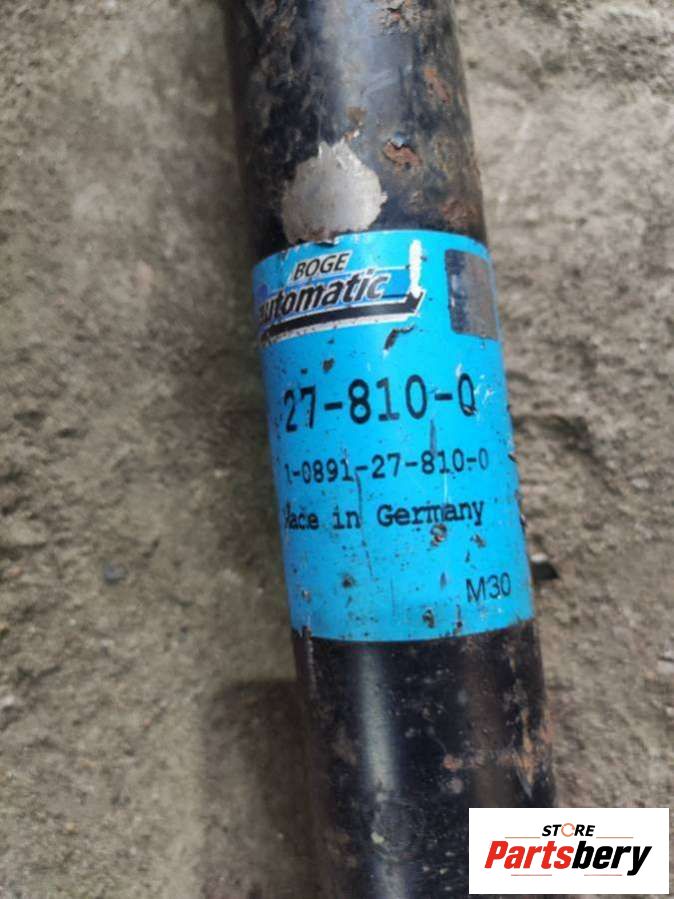 BOGE
automatic
27-810-0
1-0891-27-810-0
Made in Germany
M30
STORE
Partsbery